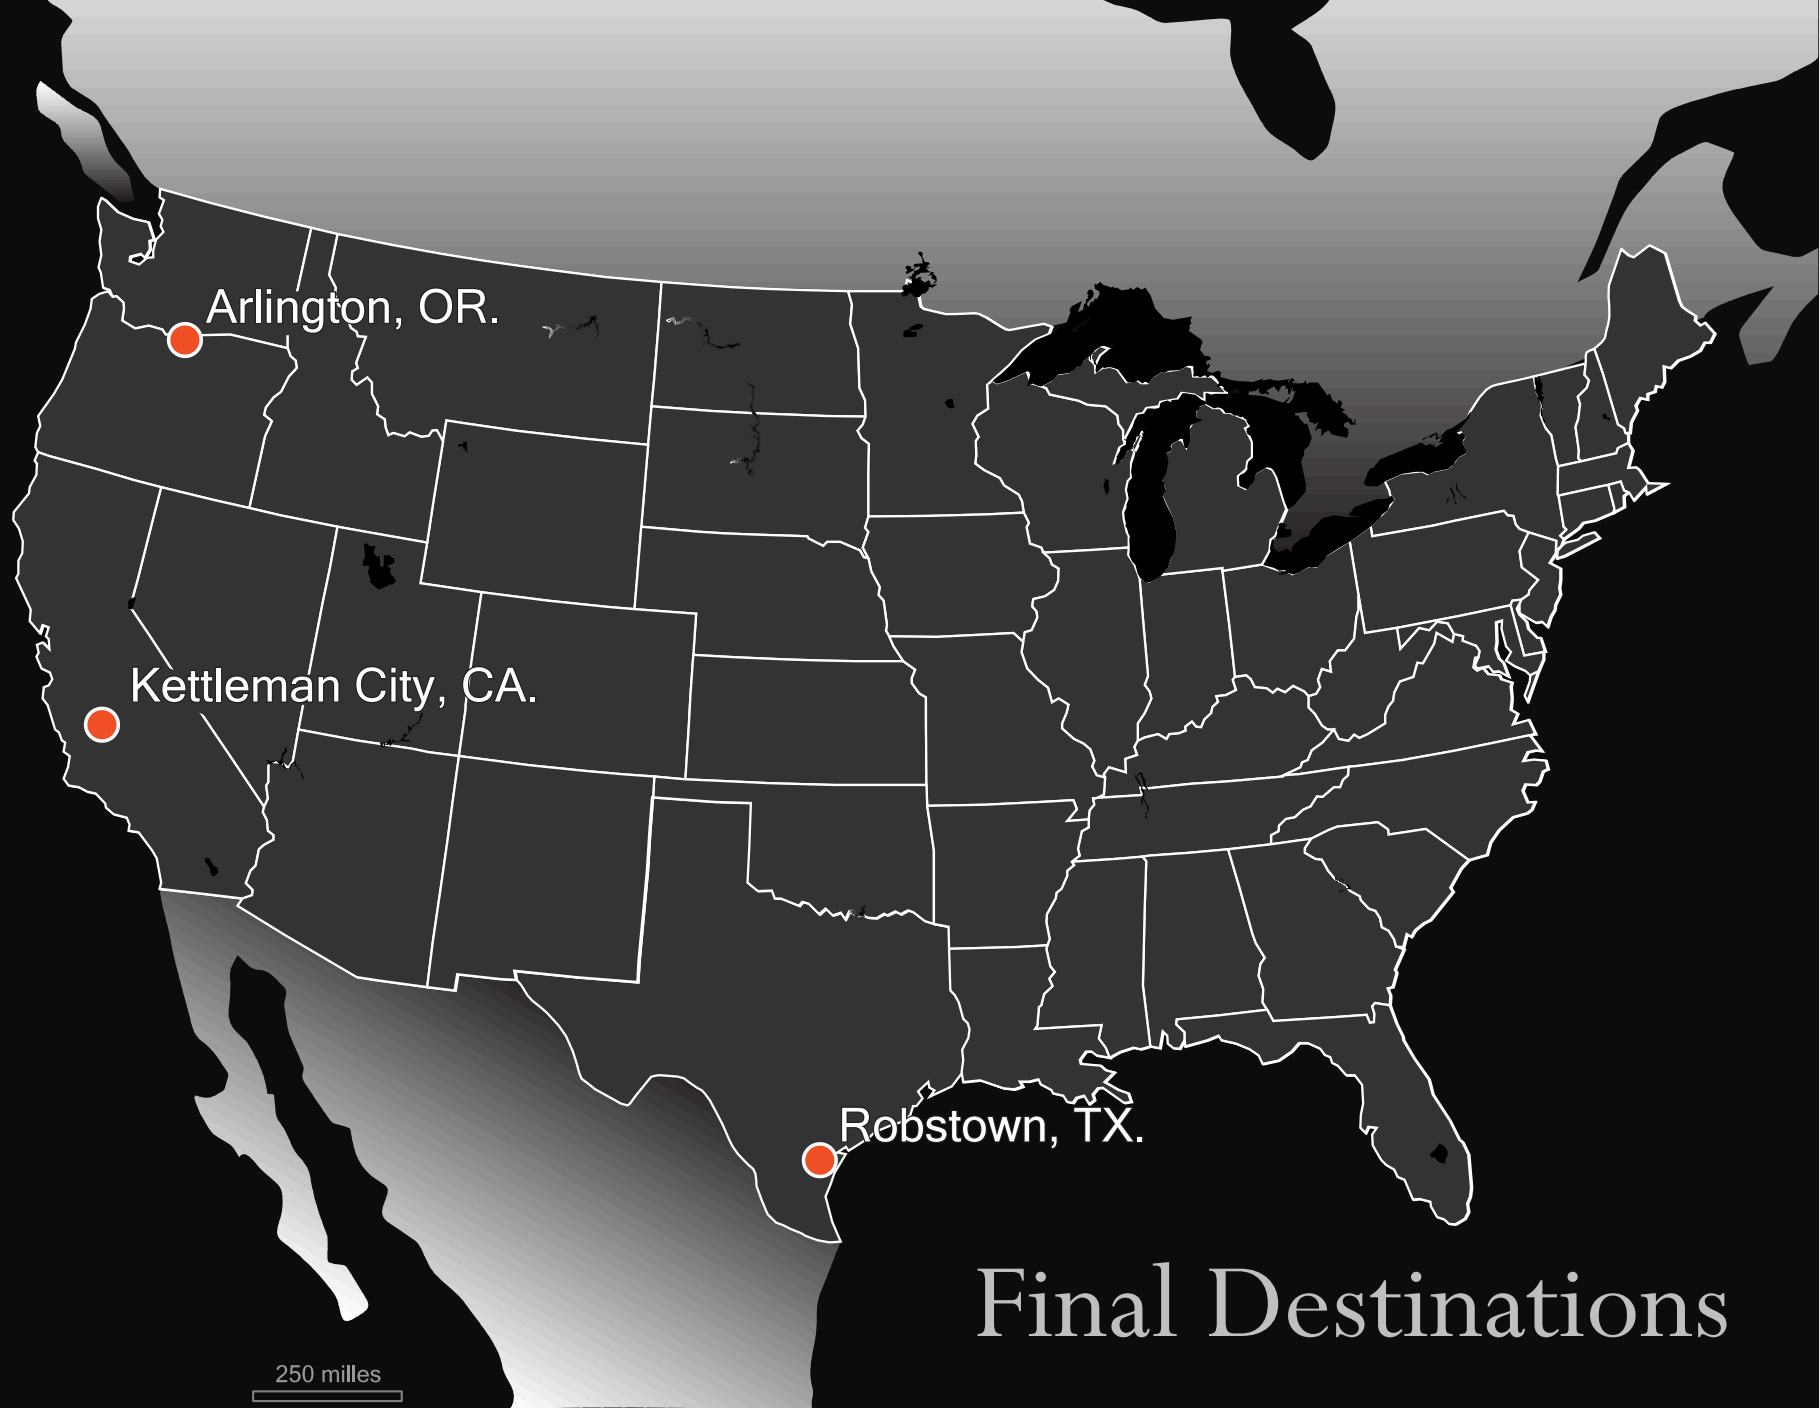 Arlington, OR.
Kettleman City, CA.
Robstown, TX.
Final Destinations
250 milles